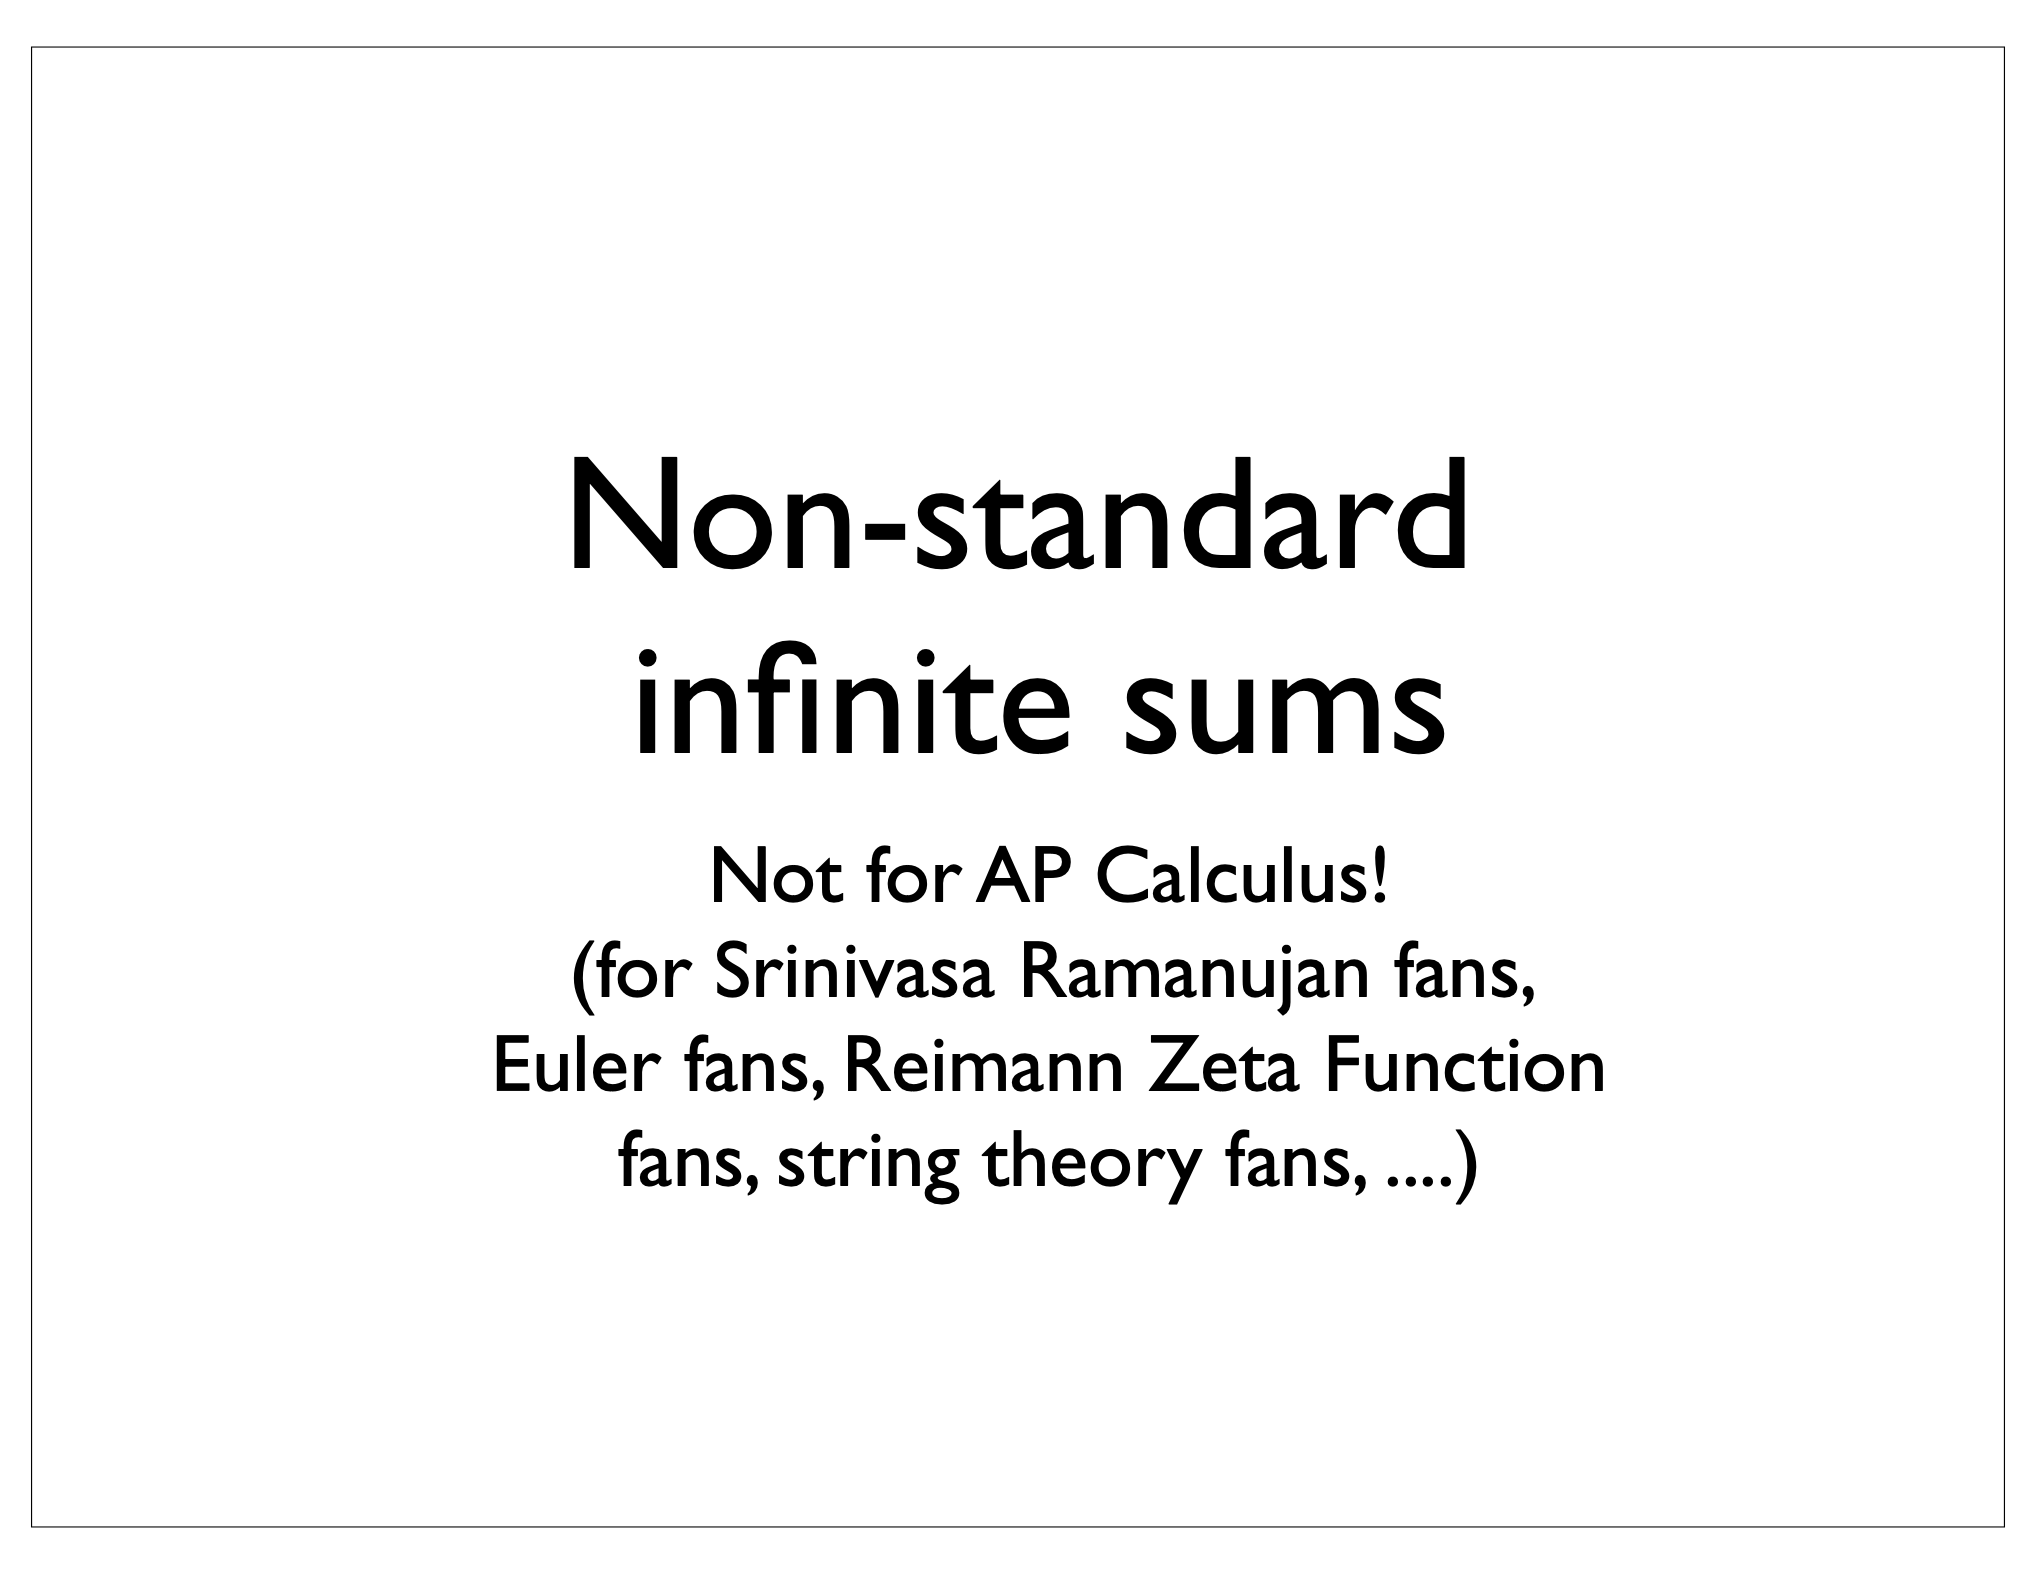 Non-standard
infinite sums
Not for AP Calculus!
(for Srinivasa Ramanujan fans,
Euler fans, Reimann Zeta Function
fans, string theory fans, ....)